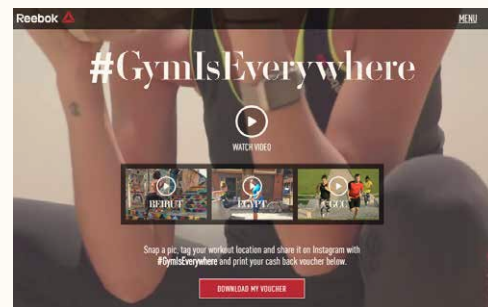 Reebok
MENU
#GymIsEverywhere
WATCH VIDEO
BEIRUT
EGYPT
GCC
Snap a pic, tag your workout location and share it on Instagram with
#GymIsEverywhere and print your cash back voucher below.
DOWNLOAD MY VOUCHER